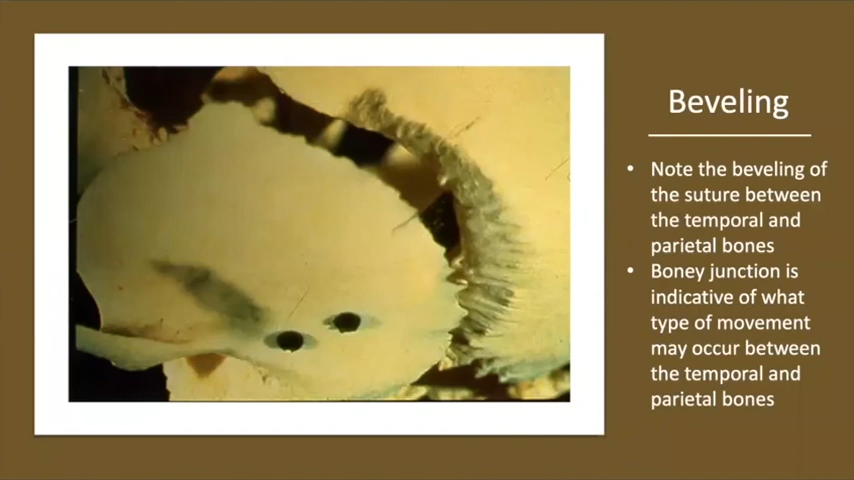 Beveling
• Note the beveling of
the suture between
the temporal and
parietal bones
• Boney junction is
indicative of what
type of movement
may occur between
the temporal and
parietal bones